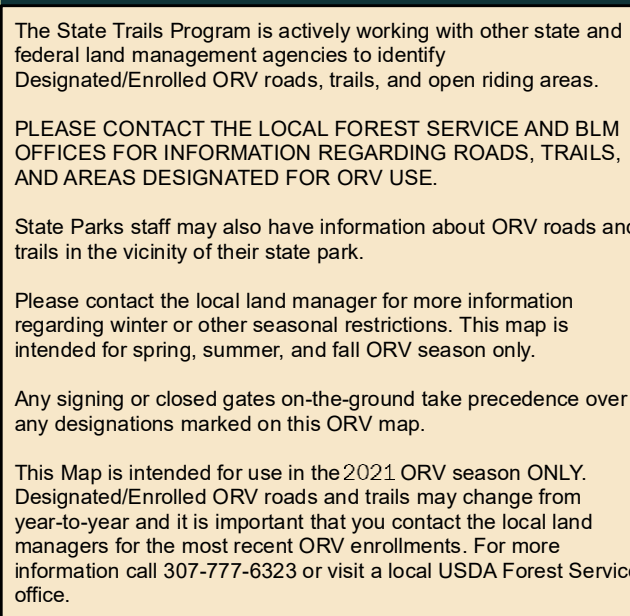 The State Trails Program is actively working with other state and
federal land management agencies to identify
Designated/Enrolled ORV roads, trails, and open riding areas.
PLEASE CONTACT THE LOCAL FOREST SERVICE AND BLM
OFFICES FOR INFORMATION REGARDING ROADS, TRAILS,
AND AREAS DESIGNATED FOR ORV USE.
State Parks staff may also have information about ORV roads and
trails in the vicinity of their state park.
Please contact the local land manager for more information
regarding winter or other seasonal restrictions. This map is
intended for spring, summer, and fall ORV season only.
Any signing or closed gates on-the-ground take precedence over
any designations marked on this ORV map.
This Map is intended for use in the 2021 ORV season ONLY.
Designated/Enrolled ORV roads and trails may change from
year-to-year and it is important that you contact the local land
managers for the most recent ORV enrollments. For more
information call 307-777-6323 or visit a local USDA Forest Service
office.